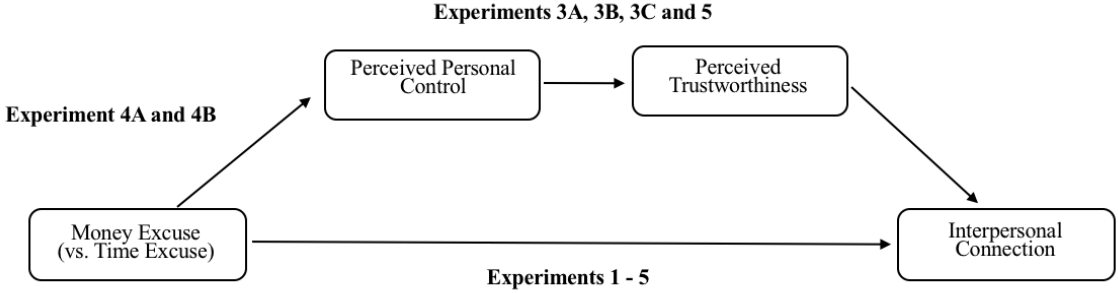 Experiments 3A, 3B, 3C and 5
Perceived Personal
Control
Perceived
Trustworthiness
Experiment 4A and 4B
Money Excuse
(vs. Time Excuse)
Interpersonal
Connection
Experiments 1 - 5